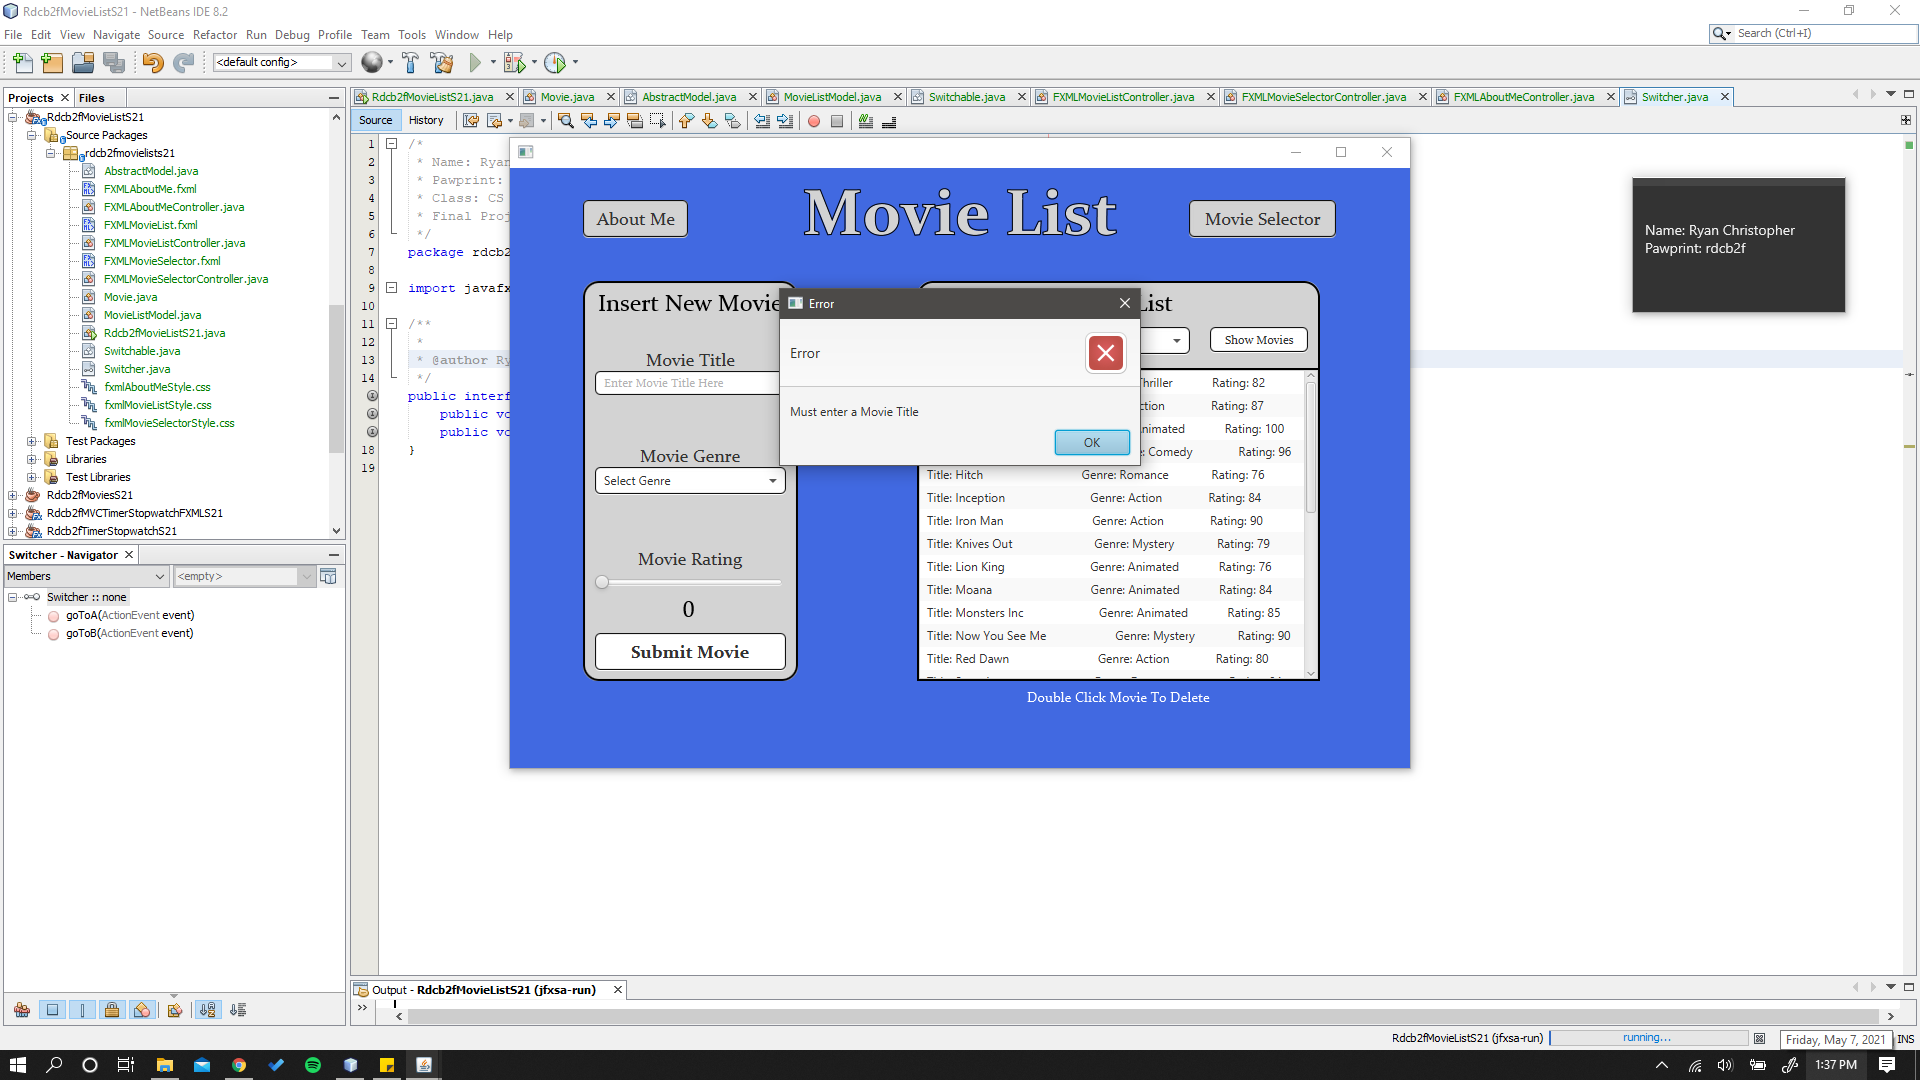 Rdcb2fMovieListS21 - NetBeans IDE 8.2
File Edit View Navigate Source Refactor Run Debug Profile Team Tools Window Help
Search (Ctrl+I)
<default config>
Projects Files
Rdcb2fMovieListS21.java Movie.java AbstractModel.java MovieListModel.java Switchable.java FXMLMovieListController.java FXMLMovieSelectorController.java FXMLAboutMeController.java Switcher.java
Source History
Rdcb2fMovieListS21
Source Packages
rdcb2fmovielists21
AbstractModel.java
FXMLAboutMe.fxml
FXMLAboutMeController.java
FXMLMovieList.fxml
FXMLMovieListController.java
FXMLMovieSelector.fxml
FXMLMovieSelectorController.java
Movie.java
MovieListModel.java
Rdcb2fMovieListS21.java
Switchable.java
Switcher.java
fxmlAboutMeStyle.css
fxmlMovieListStyle.css
fxmlMovieSelectorStyle.css
Test Packages
Libraries
Test Libraries
Rdcb2fMoviesS21
Rdcb2fMVCTimerStopwatchFXMLS21
Rdcb2fTimerStopwatchS21
Switcher - Navigator
Members
<empty>
Switcher :: none
goToA(ActionEvent event)
goToB(ActionEvent event)
1 /*
2 * Name: Ryan
3 * Pawprint:
4 * Class: CS
5 * Final Proj
6 */
7 package rdcb2
8
9 import javafx
10
11 /**
12 *
13 * @author Ry
14 */
public interf
public vo
public vo
18 }
19
About Me
Movie List
Movie Selector
Insert New Movie
Movie Title
Enter Movie Title Here
Movie Genre
Select Genre
Movie Rating
0
Submit Movie
Error
Error
Must enter a Movie Title
OK
List
Show Movies
Thriller Rating: 82
ction Rating: 87
nimated Rating: 100
e: Comedy Rating: 96
Title: Hitch Genre: Romance Rating: 76
Title: Inception Genre: Action Rating: 84
Title: Iron Man Genre: Action Rating: 90
Title: Knives Out Genre: Mystery Rating: 79
Title: Lion King Genre: Animated Rating: 76
Title: Moana Genre: Animated Rating: 84
Title: Monsters Inc Genre: Animated Rating: 85
Title: Now You See Me Genre: Mystery Rating: 90
Title: Red Dawn Genre: Action Rating: 80
Double Click Movie To Delete
Name: Ryan Christopher
Pawprint: rdcb2f
Output - Rdcb2fMovieListS21 (jfxsa-run)
Rdcb2fMovieListS21 (jfxsa-run)
running...
Friday, May 7, 2021
INS
1:37 PM